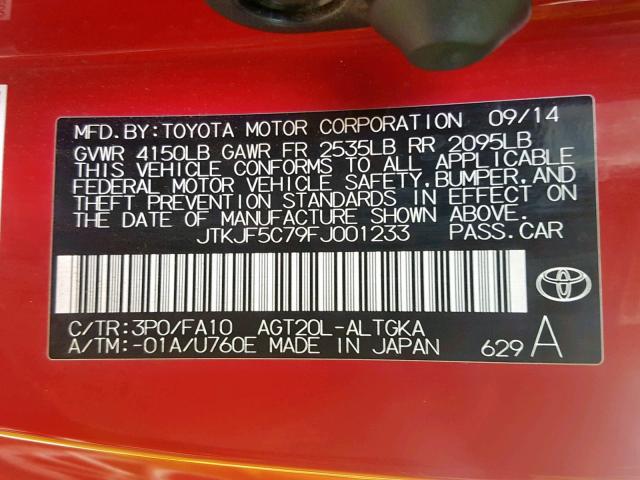 MFD. BY: TOYOTA MOTOR CORPORATION 09/14
GVWR 4150LB GAWR FR 2535LB RR 2095LB
THIS VEHICLE CONFORMS TO ALL APPLICABLE
FEDERAL MOTOR VEHICLE SAFETY, BUMPER, AND
THEFT PREVENTION STANDARDS IN EFFECT ON
THE DATE OF MANUFACTURE SHOWN ABOVE.
JTKJF5C79FJ001233 PASS.CAR
C/TR:3P0/FA10 AGT20L-ALTGKA
A/TM:-01A/U760E MADE IN JAPAN 629 A